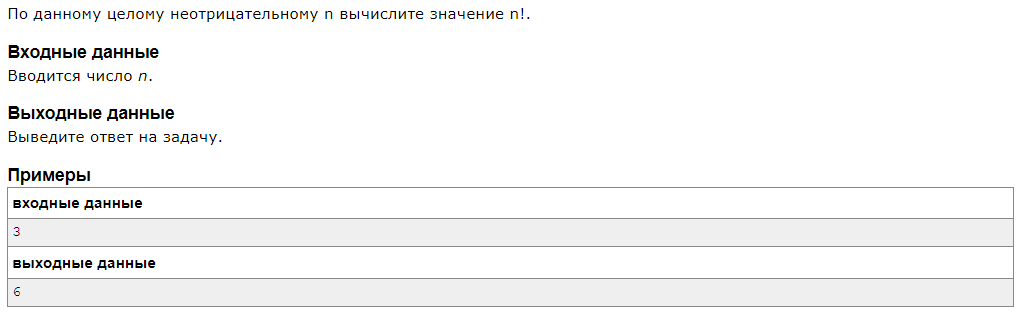 По данному целому неотрицательному n вычислите значение n!.
Входные данные
Вводится число n.
Выходные данные
Выведите ответ на задачу.
Примеры
входные данные
3
выходные данные
6